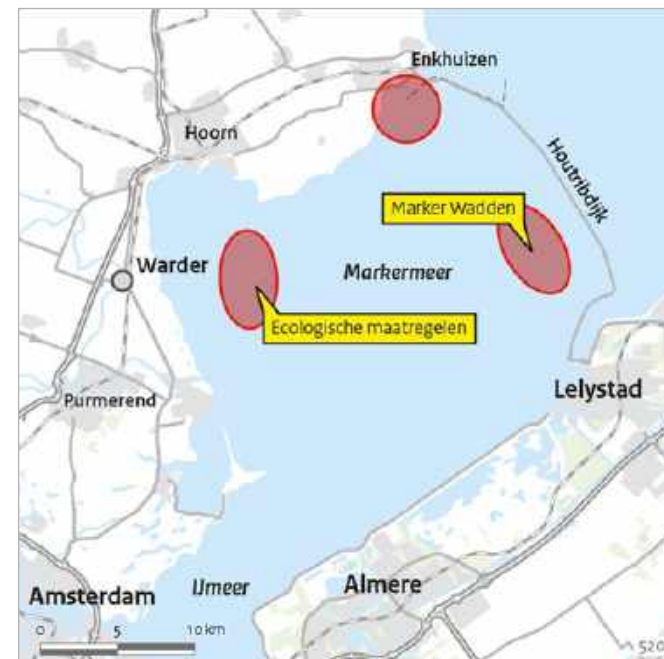 Enkhuizen
Hoorn
Houtribdijk
Marker Wadden
Warder
Markermeer
Ecologische maatregelen
Lelystad
Purmerend
IJmeer
Almere
Amsterdam
0 5 10 km
520